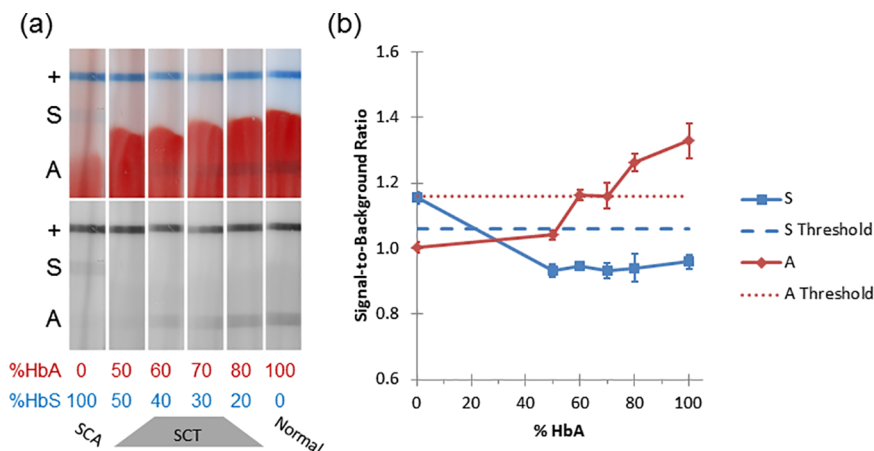 (a)
+
S
A
+
S
A
%HbA 0 50 60 70 80 100
%HbS 100 50 40 30 20 0
SCA SCT Normal
(b)
Signal-to-Background Ratio
1.6
1.4
1.2
1.0
0.8
0.6
0 20 40 60 80 100
% HbA
S
S Threshold
A
A Threshold